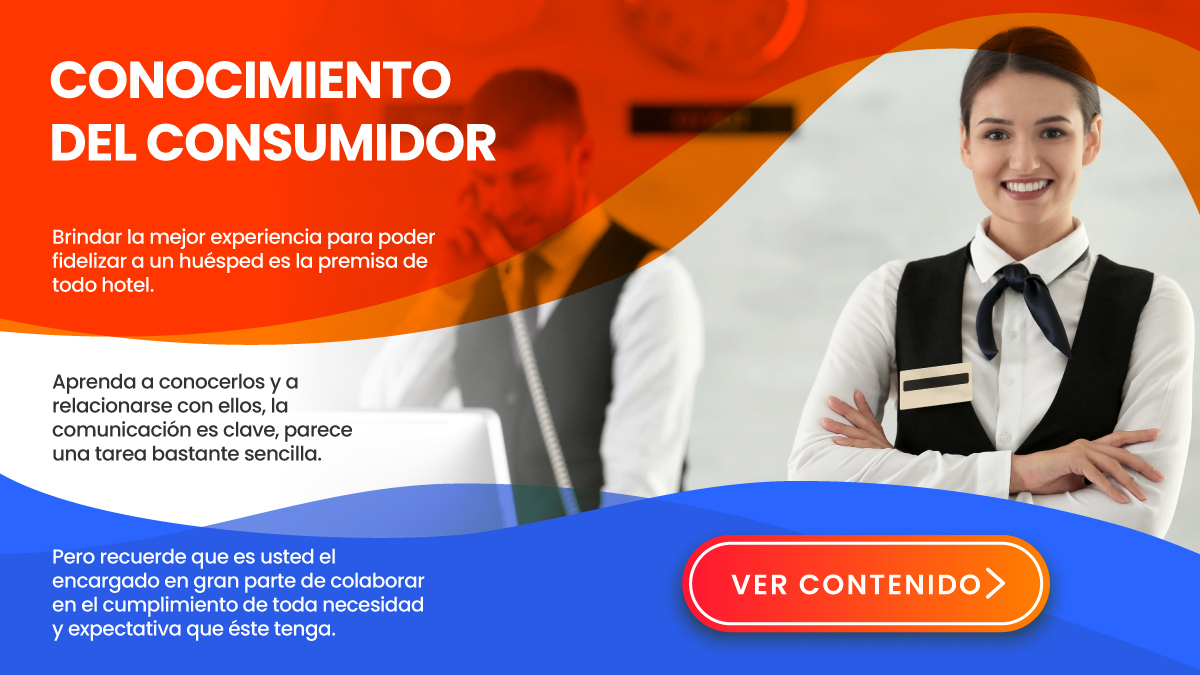 CONOCIMIENTO
DEL CONSUMIDOR
Brindar la mejor experiencia para poder
fidelizar a un huésped es la premisa de
todo hotel.
Aprenda a conocerlos y a
relacionarse con ellos, la
comunicación es clave, parece
una tarea bastante sencilla.
Pero recuerde que es usted el
encargado en gran parte de colaborar
en el cumplimiento de toda necesidad
y expectativa que éste tenga.
VER CONTENIDO